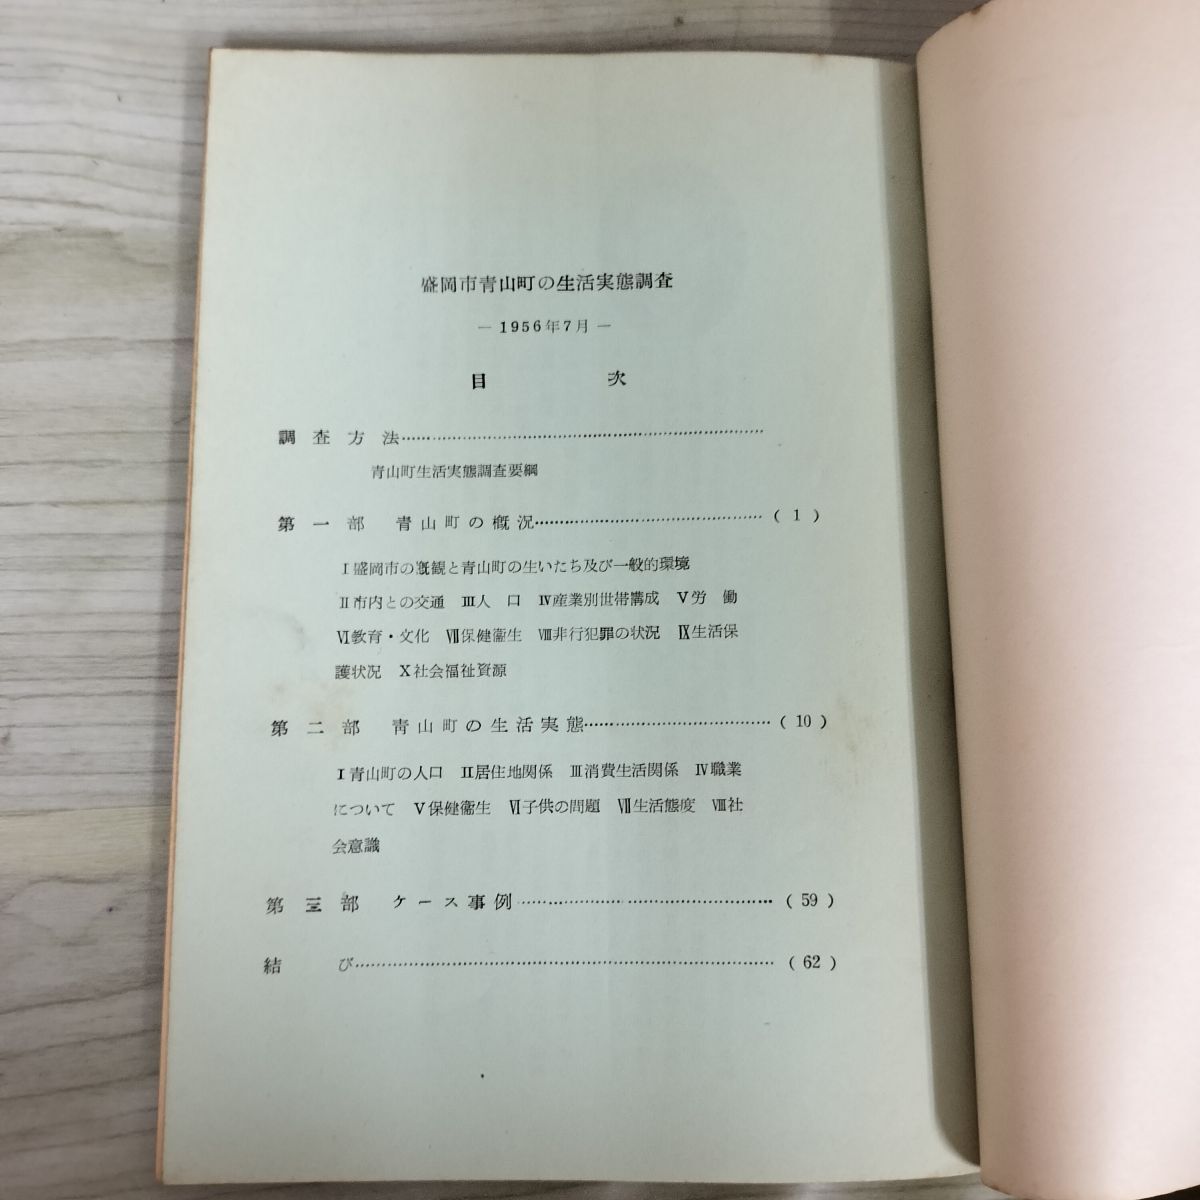 盛岡市青山町の生活実態調査
― 1956年7月 ―
目 次
調査方法……………………………………………
青山町生活実態調査要綱
第一部 青山町の概況……………………………(1)
Ⅰ盛岡市の概観と青山町の生いたち及び一般的環境
Ⅱ市内との交通 Ⅲ人 口 Ⅳ産業別世帯構成 Ⅴ労 働
Ⅵ教育・文化 Ⅶ保健衞生 Ⅷ非行犯罪の状況 Ⅸ生活保
護状況 Ⅹ社会福祉資源
第二部 青山町の生活実態………………………(10)
Ⅰ青山町の人口 Ⅱ居住地関係 Ⅲ消費生活関係 Ⅳ職業
について Ⅴ保健衞生 Ⅵ子供の問題 Ⅶ生活態度 Ⅷ社
会意識
第三部 ケース事例………………………………(59)
結 び……………………………………………………(62)